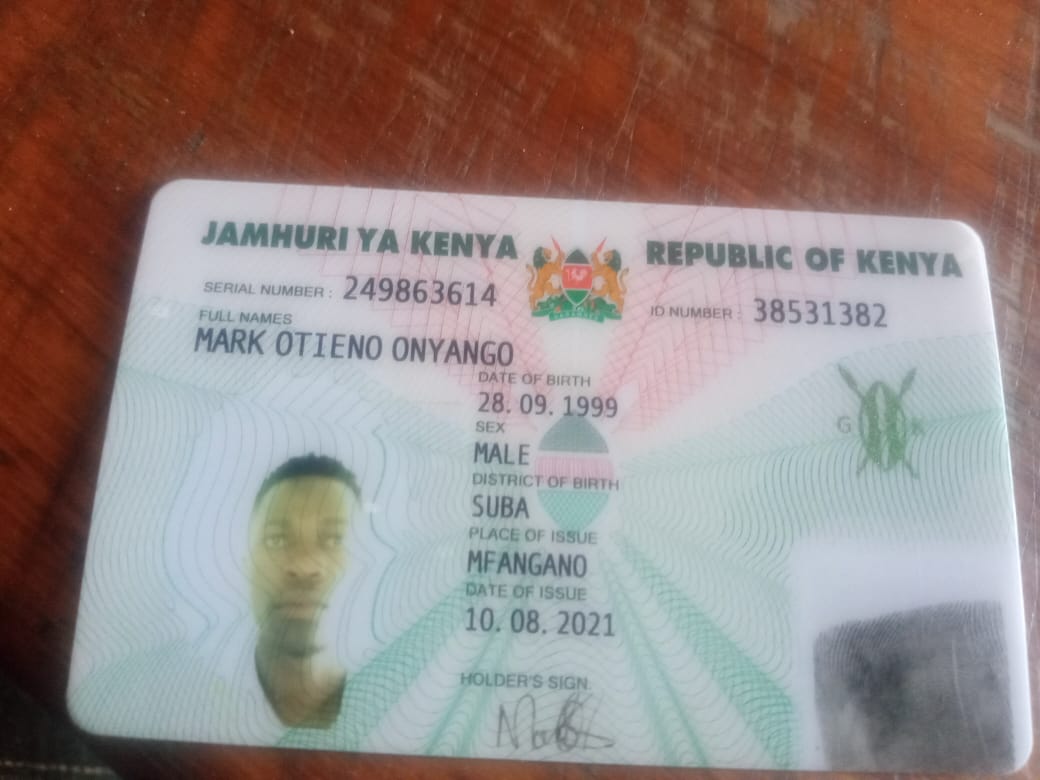 JAMHURI YA KENYA REPUBLIC OF KENYA
SERIAL NUMBER : 249863614 ID NUMBER : 38531382
FULL NAMES
MARK OTIENO ONYANGO
DATE OF BIRTH
28. 09. 1999
SEX
MALE
DISTRICT OF BIRTH
SUBA
PLACE OF ISSUE
MFANGANO
DATE OF ISSUE
10. 08. 2021
HOLDER'S SIGN.